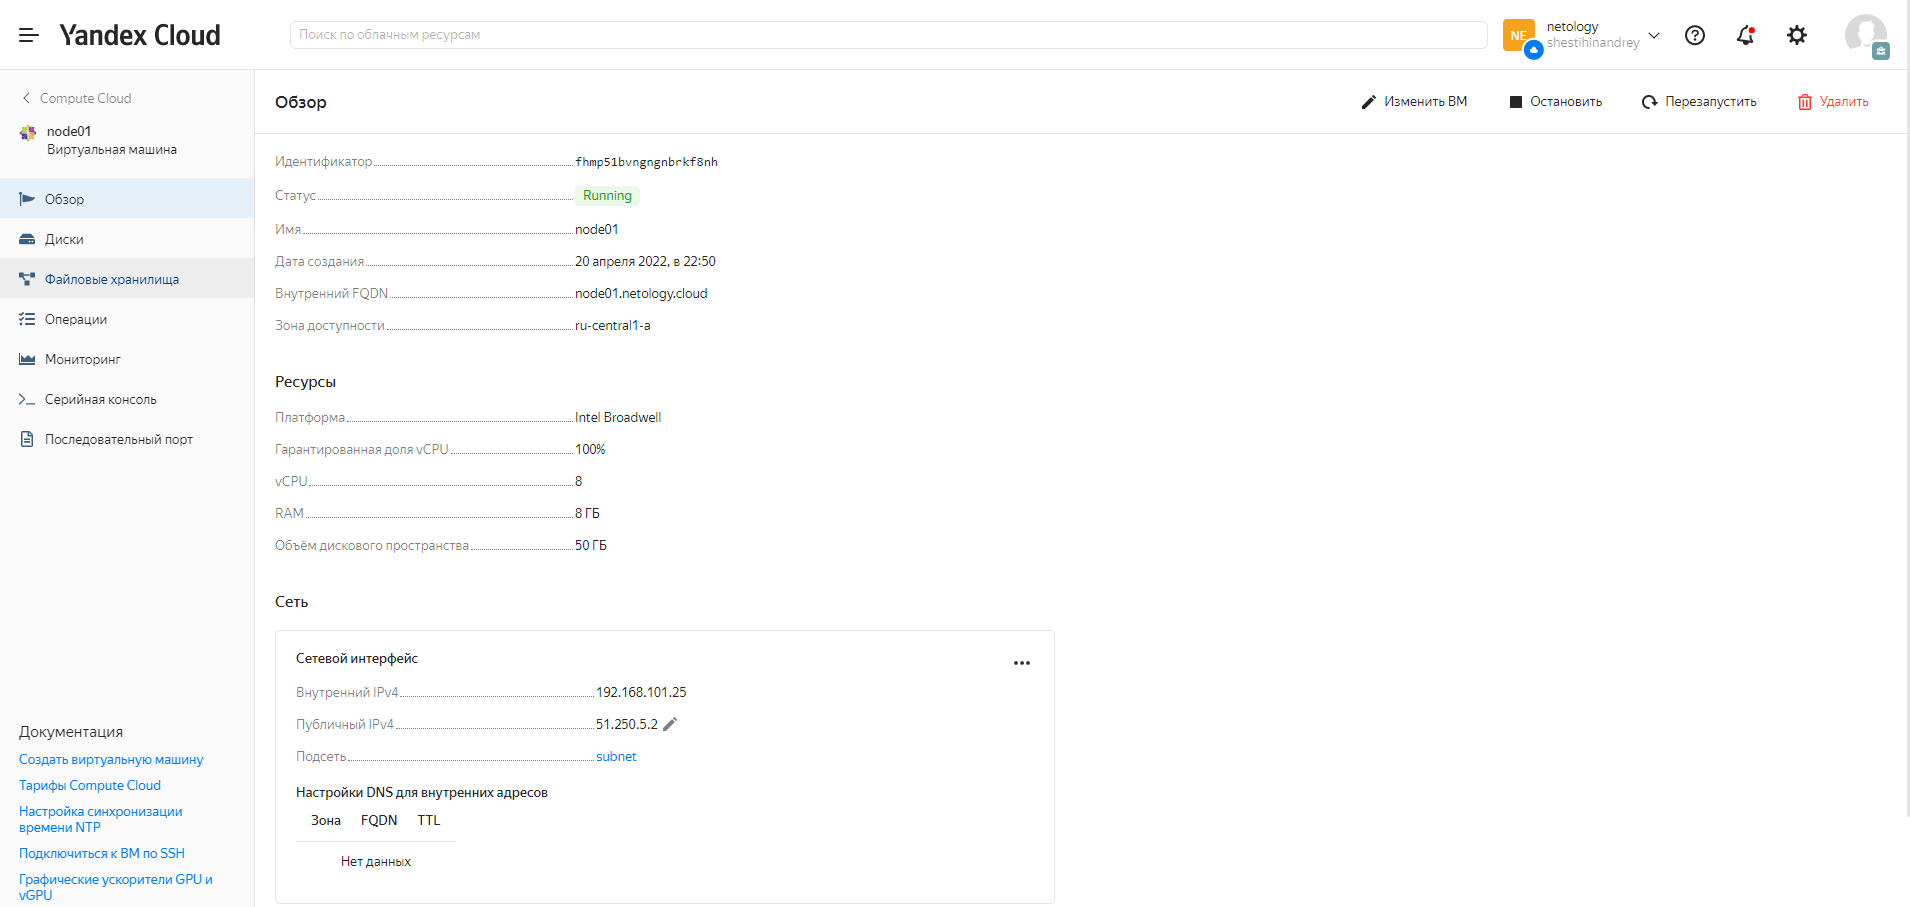 Yandex Cloud
Поиск по облачным ресурсам
NE
netology
shestihinandrey
Compute Cloud
node01
Виртуальная машина
Обзор
Диски
Файловые хранилища
Операции
Мониторинг
Серийная консоль
Последовательный порт
Документация
Создать виртуальную машину
Тарифы Compute Cloud
Настройка синхронизации
времени NTP
Подключиться к ВМ по SSH
Графические ускорители GPU и
vGPU
Обзор
Изменить ВМ
Остановить
Перезапустить
Удалить
Идентификатор fhmp51bvngngnbrkf8nh
Статус Running
Имя node01
Дата создания 20 апреля 2022, в 22:50
Внутренний FQDN node01.netology.cloud
Зона доступности ru-central1-a
Ресурсы
Платформа Intel Broadwell
Гарантированная доля vCPU 100%
vCPU 8
RAM 8 ГБ
Объём дискового пространства 50 ГБ
Сеть
Сетевой интерфейс
Внутренний IPv4 192.168.101.25
Публичный IPv4 51.250.5.2
Подсеть subnet
Настройки DNS для внутренних адресов
Зона FQDN TTL
Нет данных